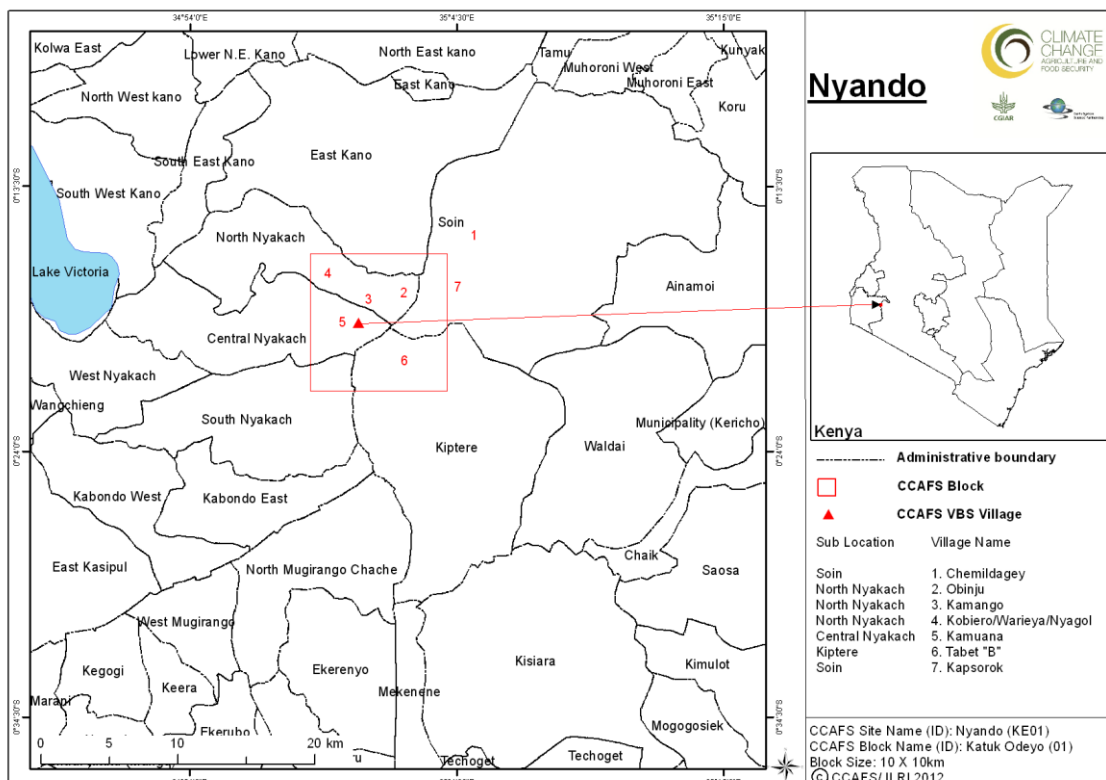 34°54'0"E
35°4'30"E
35°15'0"E
Kolwa East
Lower N.E. Kano
North East kano
Tamu
Kunyak
Muhoroni West
East Kano
Muhoroni East
North West kano
Koru
East Kano
South East Kano
0°13'30"S
0°13'30"S
South West Kano
Soin
1
North Nyakach
Lake Victoria
4
2
7
Ainamoi
3
5
Central Nyakach
6
West Nyakach
Wangchieng
South Nyakach
Municipality (Kericho)
Kiptere
Waldai
0°24'0"S
0°24'0"S
Kabondo West
Kabondo East
Chaik
East Kasipul
North Mugirango Chache
Saosa
West Mugirango
Kegogi
Keera
Ekerenyo
Kisiara
Kimulot
Marani
Mekenene
Mogogosiek
0°34'30"S
0°34'30"S
Ekerubo
Techoget
Techoget
0 5 10 20 km
Nyando
CLIMATE
CHANGE
AGRICULTURE AND
FOOD SECURITY
CGIAR
Kenya
Administrative boundary
CCAFS Block
CCAFS VBS Village
Sub Location Village Name
Soin 1. Chemildagey
North Nyakach 2. Obinju
North Nyakach 3. Kamango
North Nyakach 4. Kobiero/Warieya/Nyagol
Central Nyakach 5. Kamuana
Kiptere 6. Tabet "B"
Soin 7. Kapsorok
CCAFS Site Name (ID): Nyando (KE01)
CCAFS Block Name (ID): Katuk Odeyo (01)
Block Size: 10 X 10km
© CCAFS/ILRI 2012